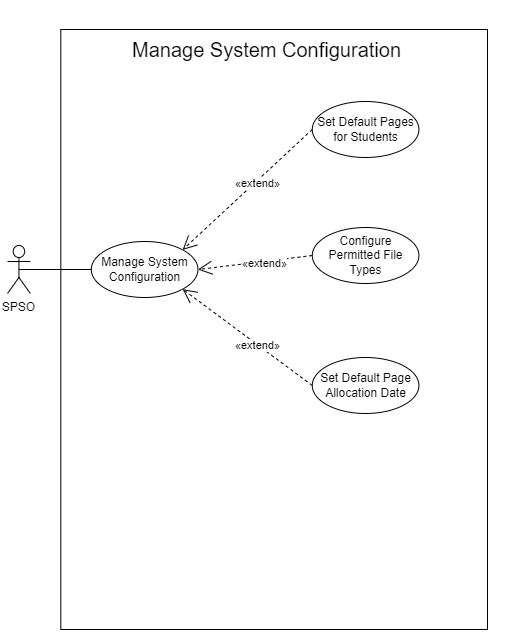 Manage System Configuration
Set Default Pages
for Students
«extend»
Configure
Permitted File
Types
«extend»
Manage System
Configuration
SPSO
«extend»
Set Default Page
Allocation Date